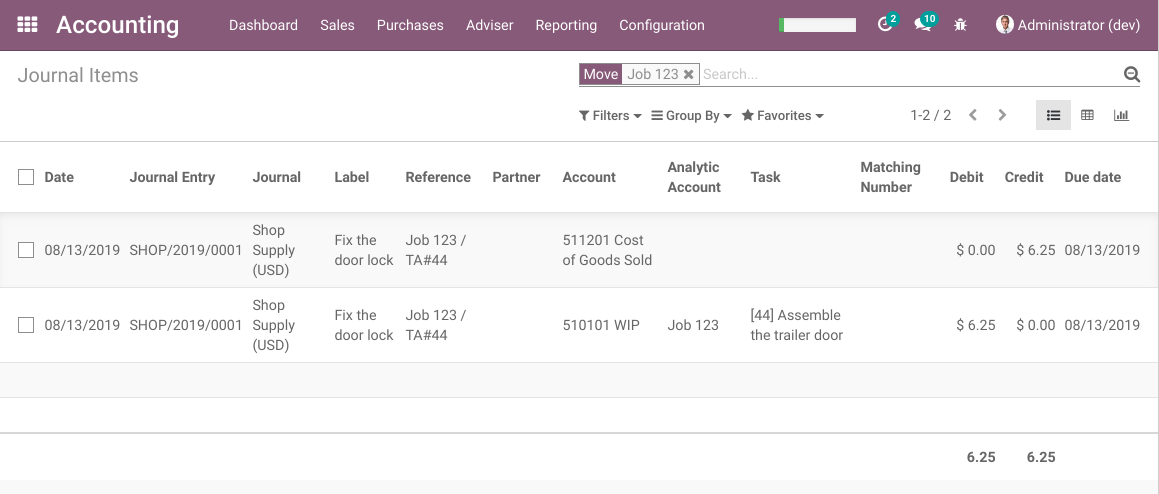 Accounting Dashboard Sales Purchases Adviser Reporting Configuration 2 10 Administrator (dev)
Journal Items
Move Job 123 Search...
Filters Group By Favorites 1-2 / 2
Date Journal Entry Journal Label Reference Partner Account Analytic Account Task Matching Number Debit Credit Due date
08/13/2019 SHOP/2019/0001 Shop Supply (USD) Fix the door lock Job 123 / TA#44 511201 Cost of Goods Sold $ 0.00 $ 6.25 08/13/2019
08/13/2019 SHOP/2019/0001 Shop Supply (USD) Fix the door lock Job 123 / TA#44 510101 WIP Job 123 [44] Assemble the trailer door $ 6.25 $ 0.00 08/13/2019
6.25 6.25